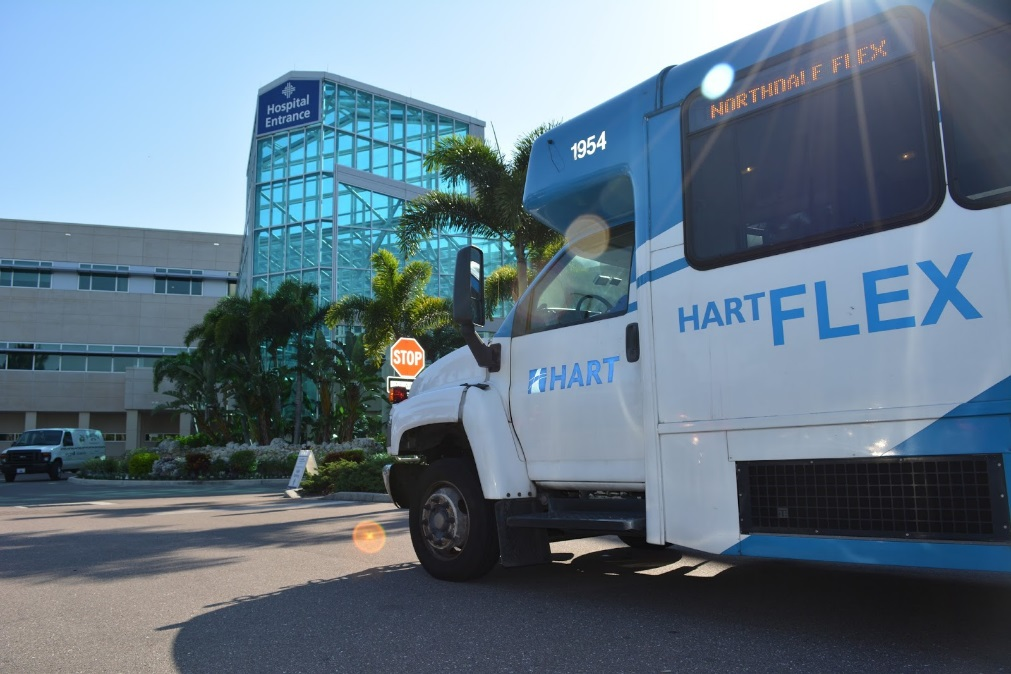 Hospital
Entrance
1954
NORTHDALE FLEX
HARTFLEX
HART
STOP